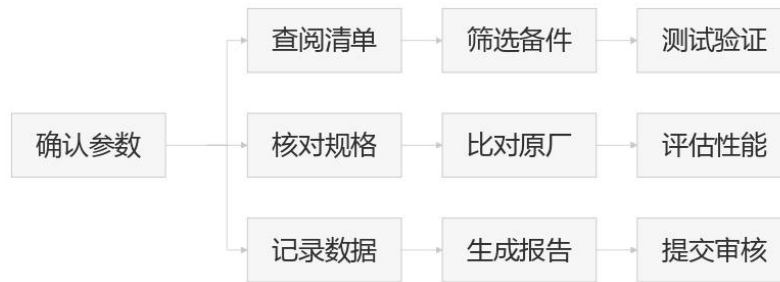 查阅清单
筛选备件
测试验证
确认参数
核对规格
比对原厂
评估性能
记录数据
生成报告
提交审核